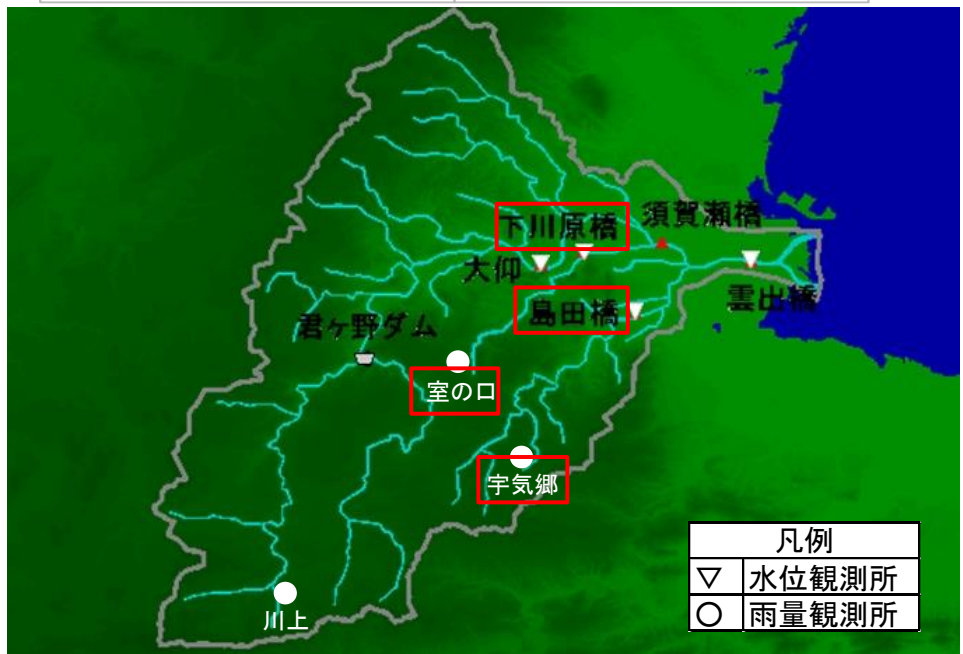 須賀瀬橋
下川原橋
大仰
雲出橋
島田橋
君ヶ野ダム
室の口
宇気郷
川上
凡例
▽ 水位観測所
○ 雨量観測所